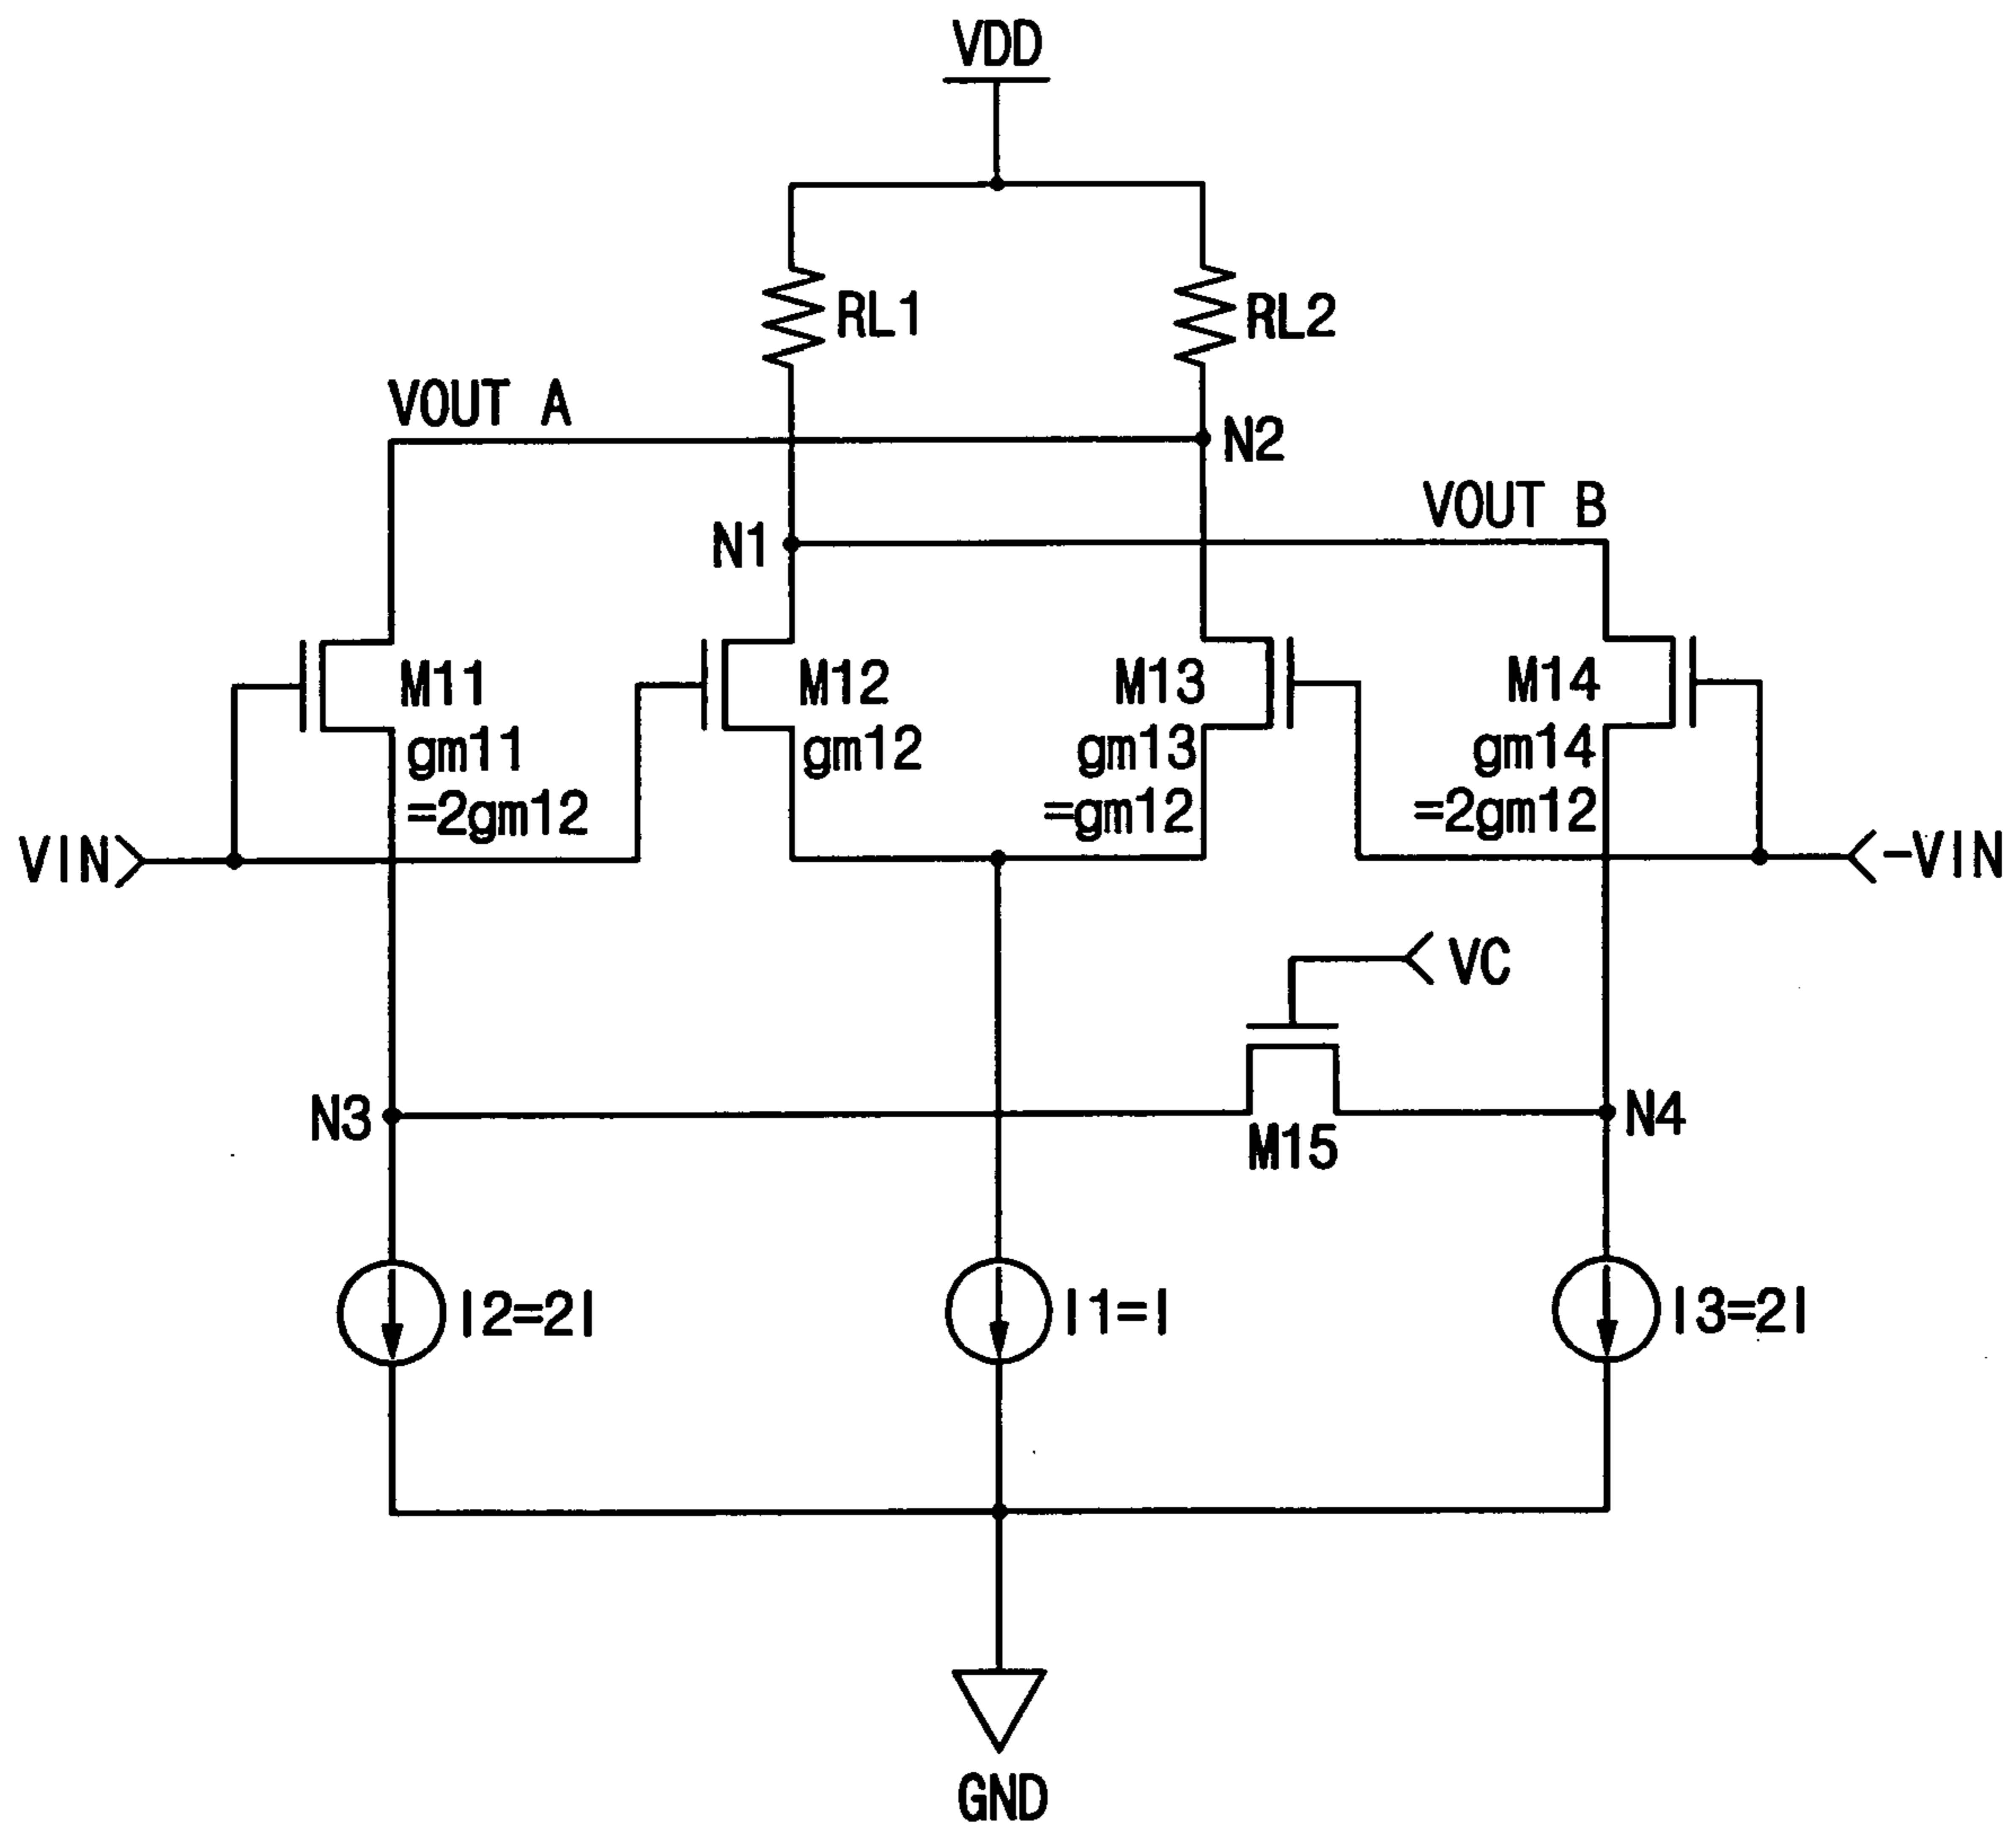 VDD
RL1
RL2
VOUT A
N2
VOUT B
N1
M11
gm11
=2gm12
M12
gm12
M13
gm13
=gm12
M14
gm14
=2gm12
VIN
-VIN
VC
N3
M15
N4
I2=2I
I1=I
I3=2I
GND